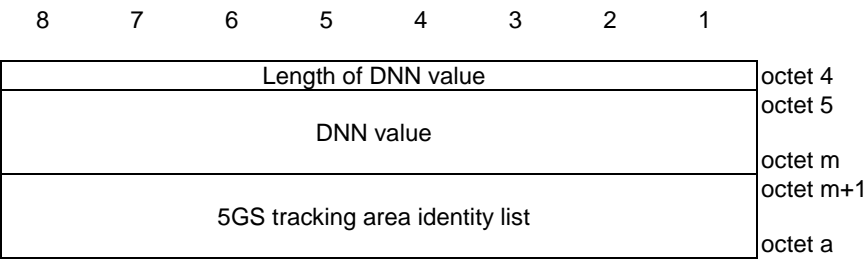 8 7 6 5 4 3 2 1
Length of DNN value octet 4
octet 5
DNN value
octet m
octet m+1
5GS tracking area identity list
octet a